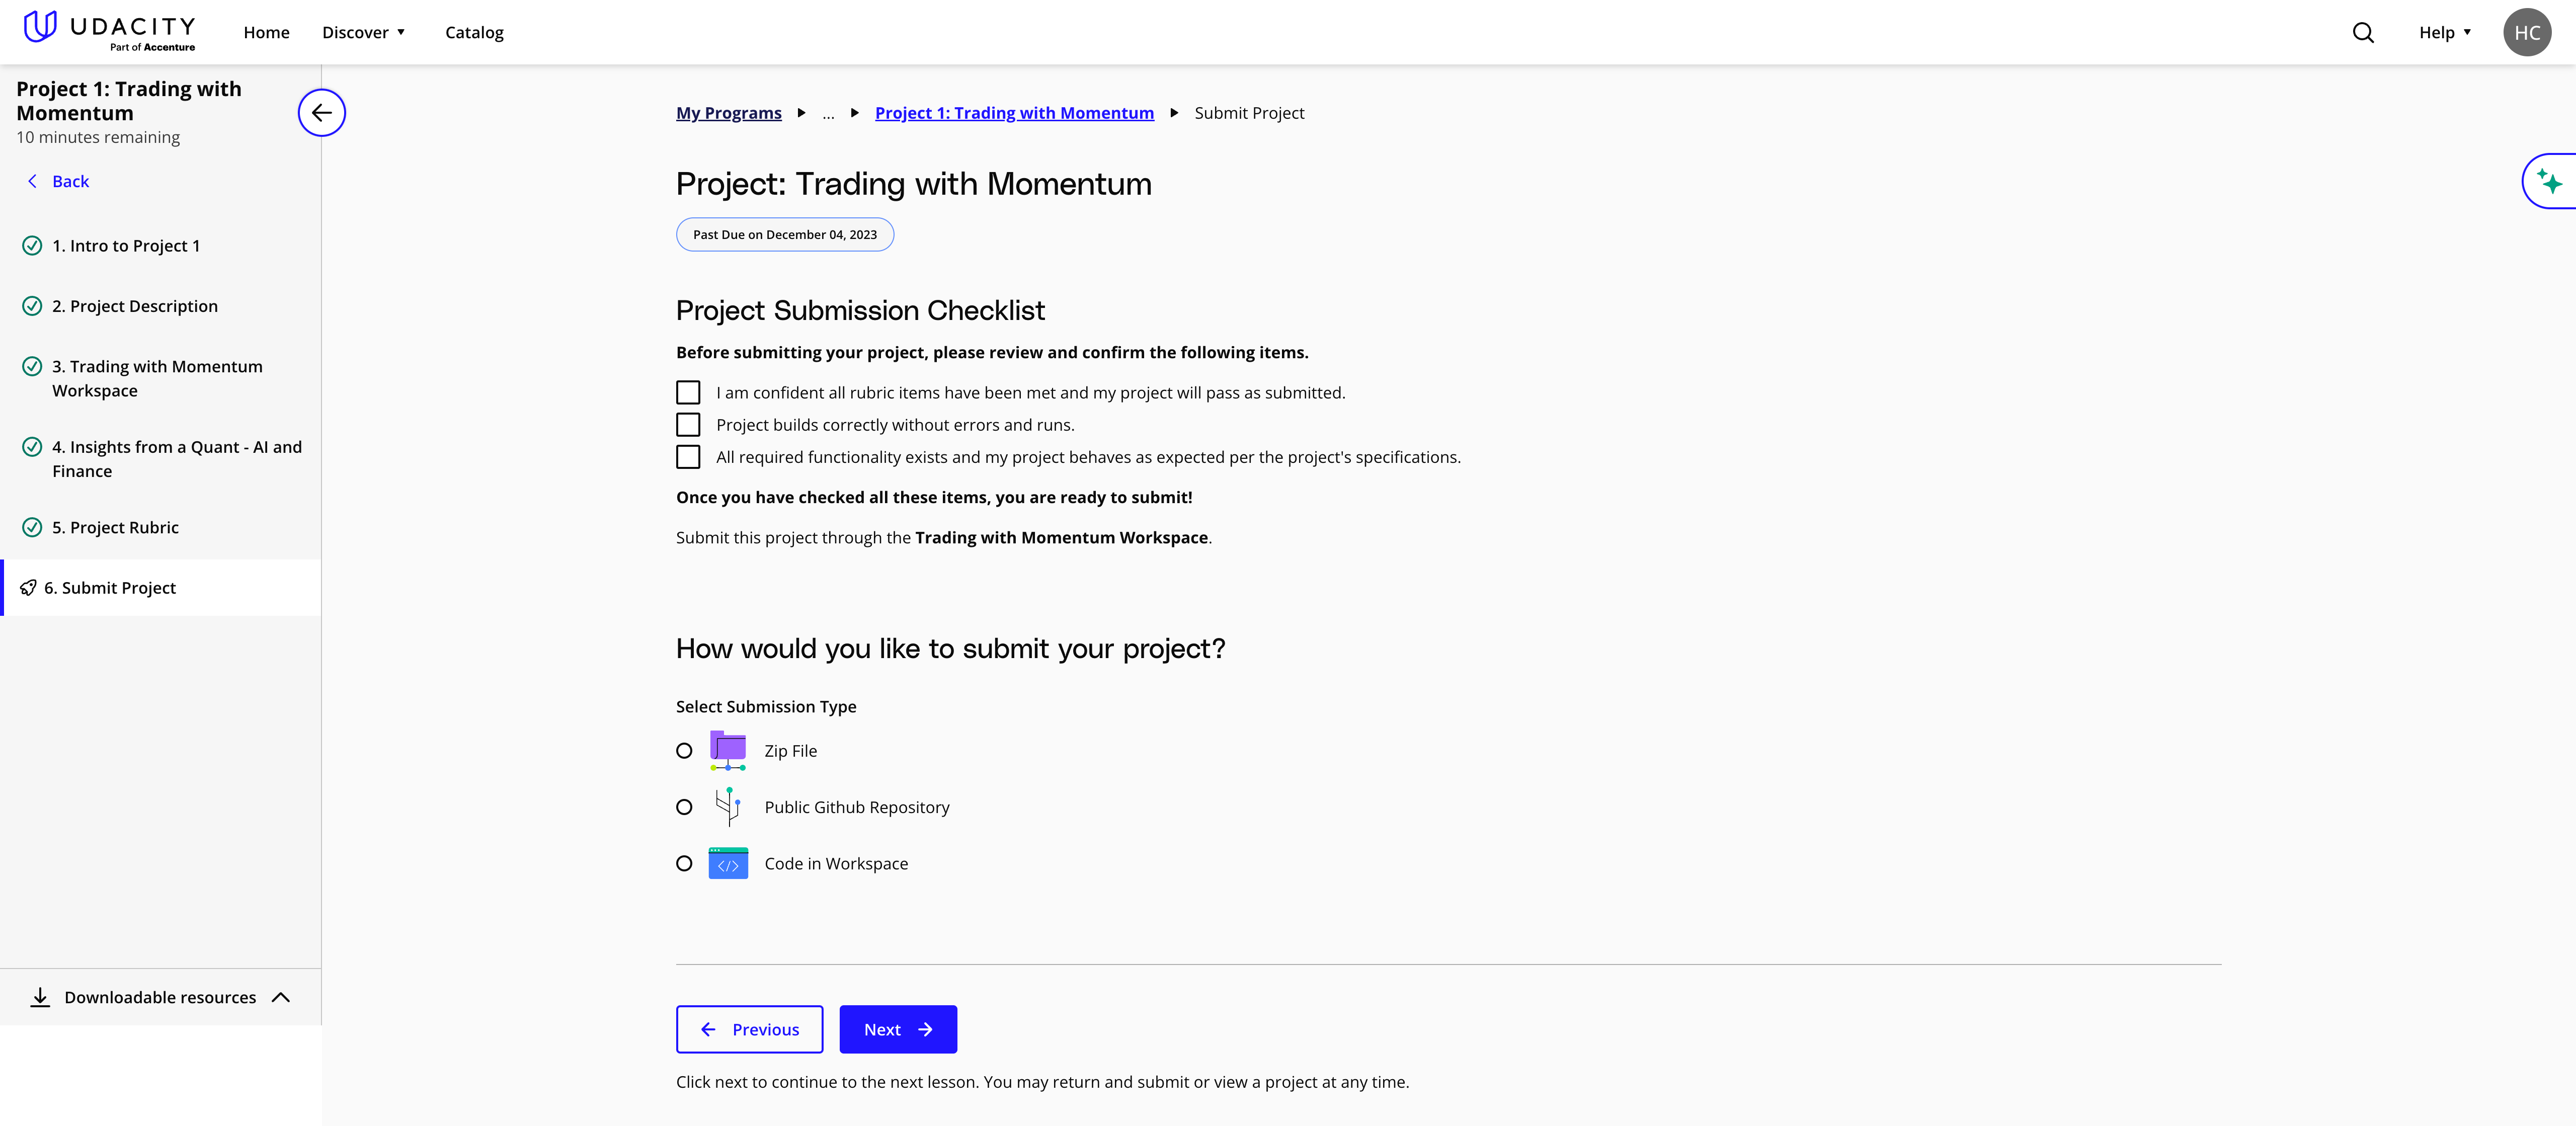 UDACITY
Part of Accenture
Home
Discover
Catalog
Help
HC
Project 1: Trading with
Momentum
10 minutes remaining
Back
1. Intro to Project 1
2. Project Description
3. Trading with Momentum
Workspace
4. Insights from a Quant - AI and
Finance
5. Project Rubric
6. Submit Project
Downloadable resources
My Programs ... Project 1: Trading with Momentum Submit Project
Project: Trading with Momentum
Past Due on December 04, 2023
Project Submission Checklist
Before submitting your project, please review and confirm the following items.
I am confident all rubric items have been met and my project will pass as submitted.
Project builds correctly without errors and runs.
All required functionality exists and my project behaves as expected per the project's specifications.
Once you have checked all these items, you are ready to submit!
Submit this project through the Trading with Momentum Workspace.
How would you like to submit your project?
Select Submission Type
Zip File
Public Github Repository
</> Code in Workspace
Previous
Next
Click next to continue to the next lesson. You may return and submit or view a project at any time.